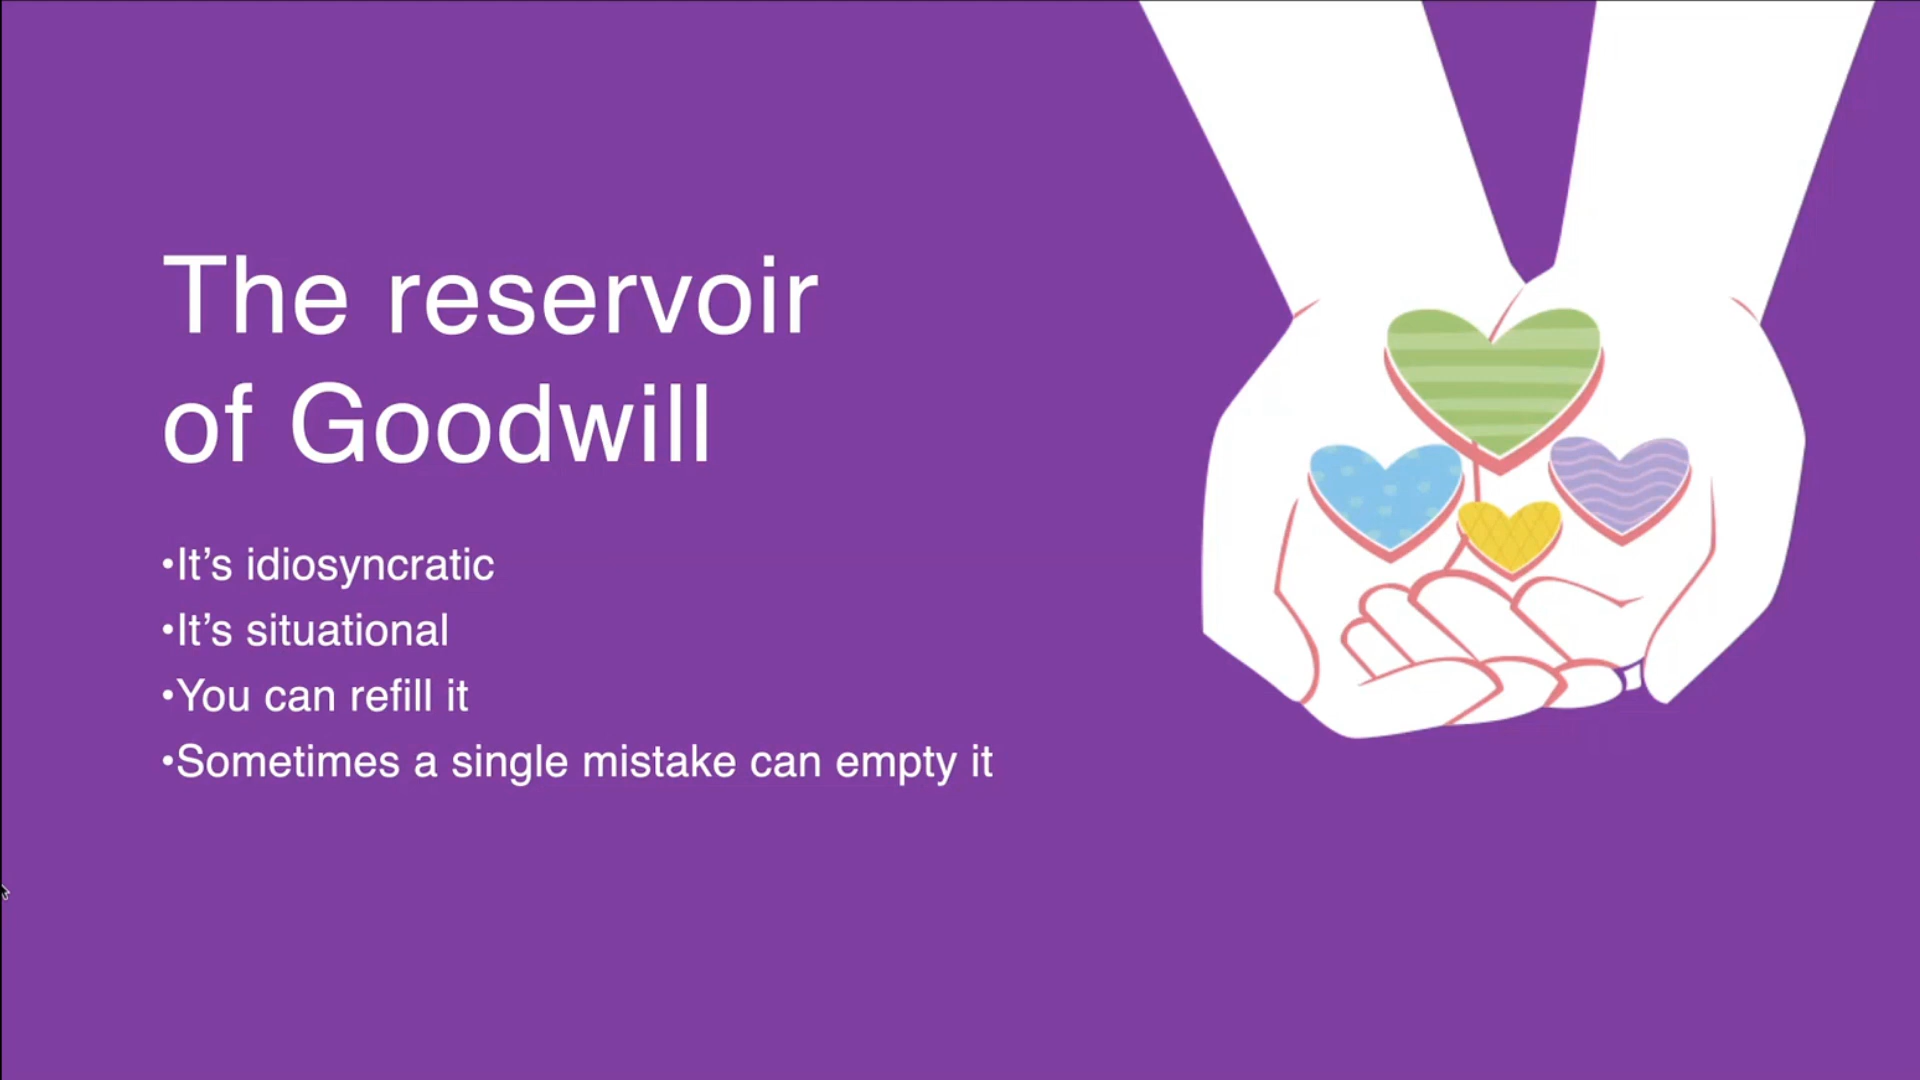 The reservoir
of Goodwill
•It’s idiosyncratic
•It’s situational
•You can refill it
•Sometimes a single mistake can empty it